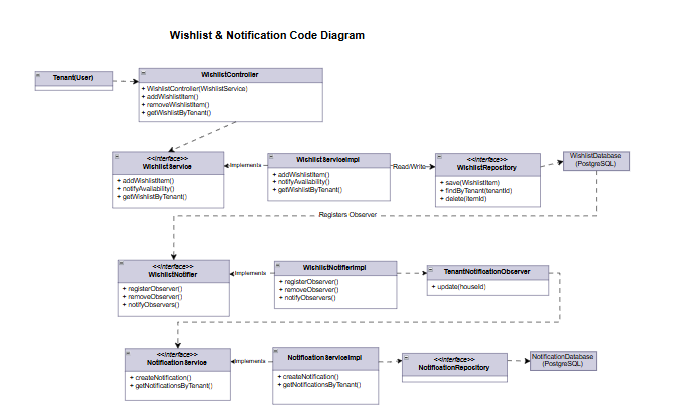 Wishlist & Notification Code Diagram
Tenant(User)
WishlistController
+ WishlistController(WishlistService)
+ addWishlistItem()
+ removeWishlistItem()
+ getWishlistByTenant()
<<interface>>
WishlistService
+ addWishlistItem()
+ notifyAvailability()
+ getWishlistByTenant()
Implements
WishlistServiceImpl
+ addWishlistItem()
+ notifyAvailability()
+ getWishlistByTenant()
Read/Write
<<interface>>
WishlistRepository
+ save(WishlistItem)
+ findByTenant(tenantId)
+ delete(itemId)
WishlistDatabase
(PostgreSQL)
Registers Observer
<<interface>>
WishlistNotifier
+ registerObserver()
+ removeObserver()
+ notifyObservers()
Implements
WishlistNotifierImpl
+ registerObserver()
+ removeObserver()
+ notifyObservers()
TenantNotificationObserver
+ update(houseId)
<<interface>>
NotificationService
+ createNotification()
+ getNotificationsByTenant()
Implements
NotificationServiceImpl
+ createNotification()
+ getNotificationsByTenant()
<<interface>>
NotificationRepository
NotificationDatabase
(PostgreSQL)